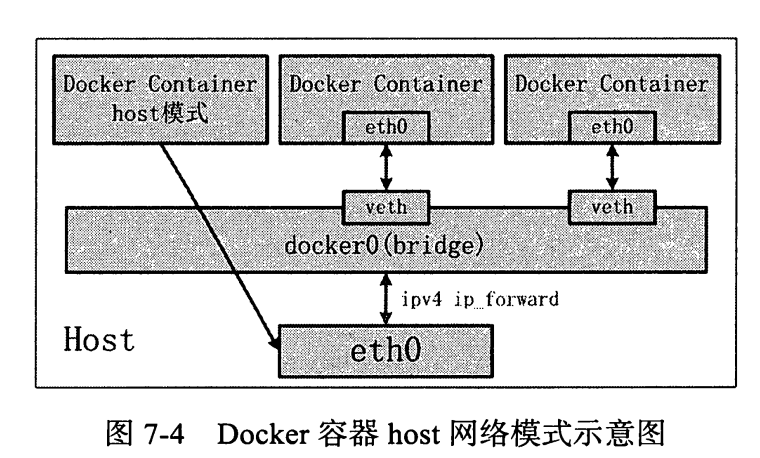 Docker Container
host模式
Docker Container
eth0
Docker Container
eth0
veth
veth
docker0(bridge)
ipv4 ip_forward
Host
eth0
图 7-4 Docker 容器 host 网络模式示意图